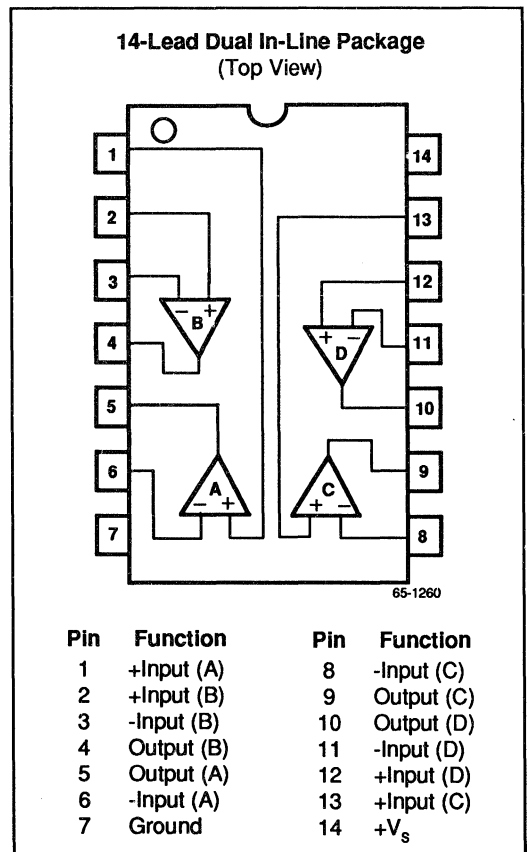 14-Lead Dual In-Line Package
(Top View)
1
14
2
13
3
12
- +
B
+ -
D
4
11
5
10
6
9
A
- +
C
+ -
7
8
65-1260
Pin Function Pin Function
1 +Input (A) 8 -Input (C)
2 +Input (B) 9 Output (C)
3 -Input (B) 10 Output (D)
4 Output (B) 11 -Input (D)
5 Output (A) 12 +Input (D)
6 -Input (A) 13 +Input (C)
7 Ground 14 +Vs